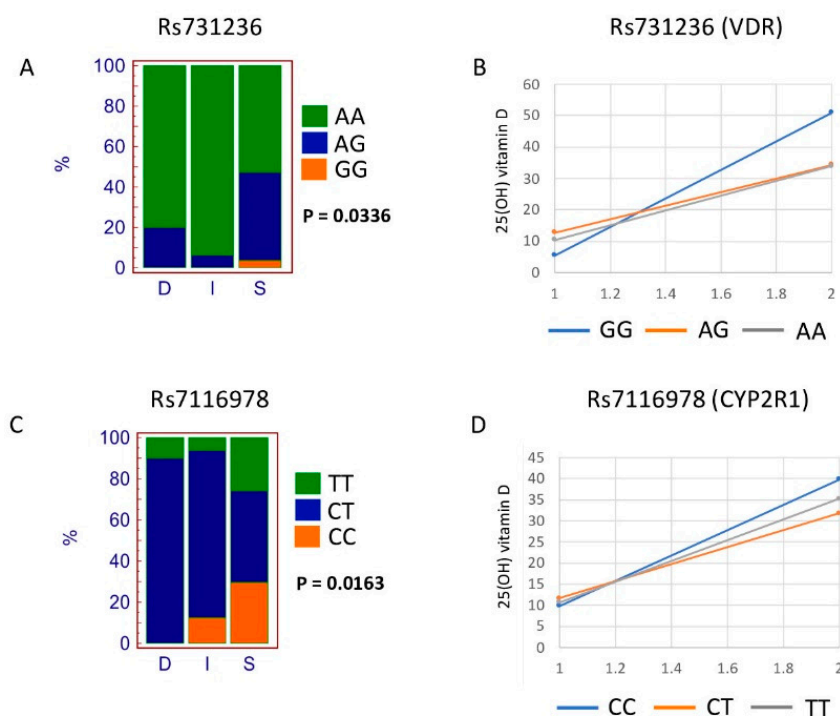 Rs731236
A
100
80
60
40
20
0
%
D I S
AA
AG
GG
P = 0.0336
Rs731236 (VDR)
B
60
50
40
30
20
10
0
25(OH) vitamin D
1 1.2 1.4 1.6 1.8 2
GG AG AA
Rs7116978
C
100
80
60
40
20
0
%
D I S
TT
CT
CC
P = 0.0163
Rs7116978 (CYP2R1)
D
45
40
35
30
25
20
15
10
5
0
25(OH) vitamin D
1 1.2 1.4 1.6 1.8 2
CC CT TT